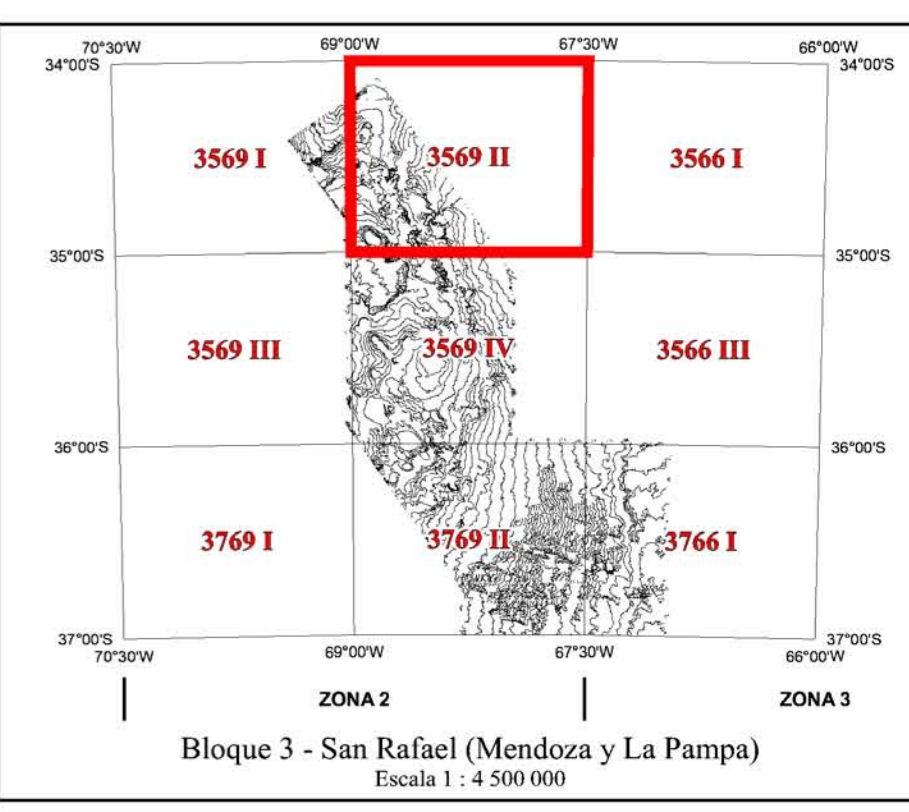 70°30'W 69°00'W 67°30'W 66°00'W
34°00'S 34°00'S
3569 I 3569 II 3566 I
35°00'S 35°00'S
3569 III 3569 IV 3566 III
36°00'S 36°00'S
3769 I 3769 II 3766 I
37°00'S 37°00'S
70°30'W 69°00'W 67°30'W 66°00'W
ZONA 2 ZONA 3
Bloque 3 - San Rafael (Mendoza y La Pampa)
Escala 1 : 4 500 000